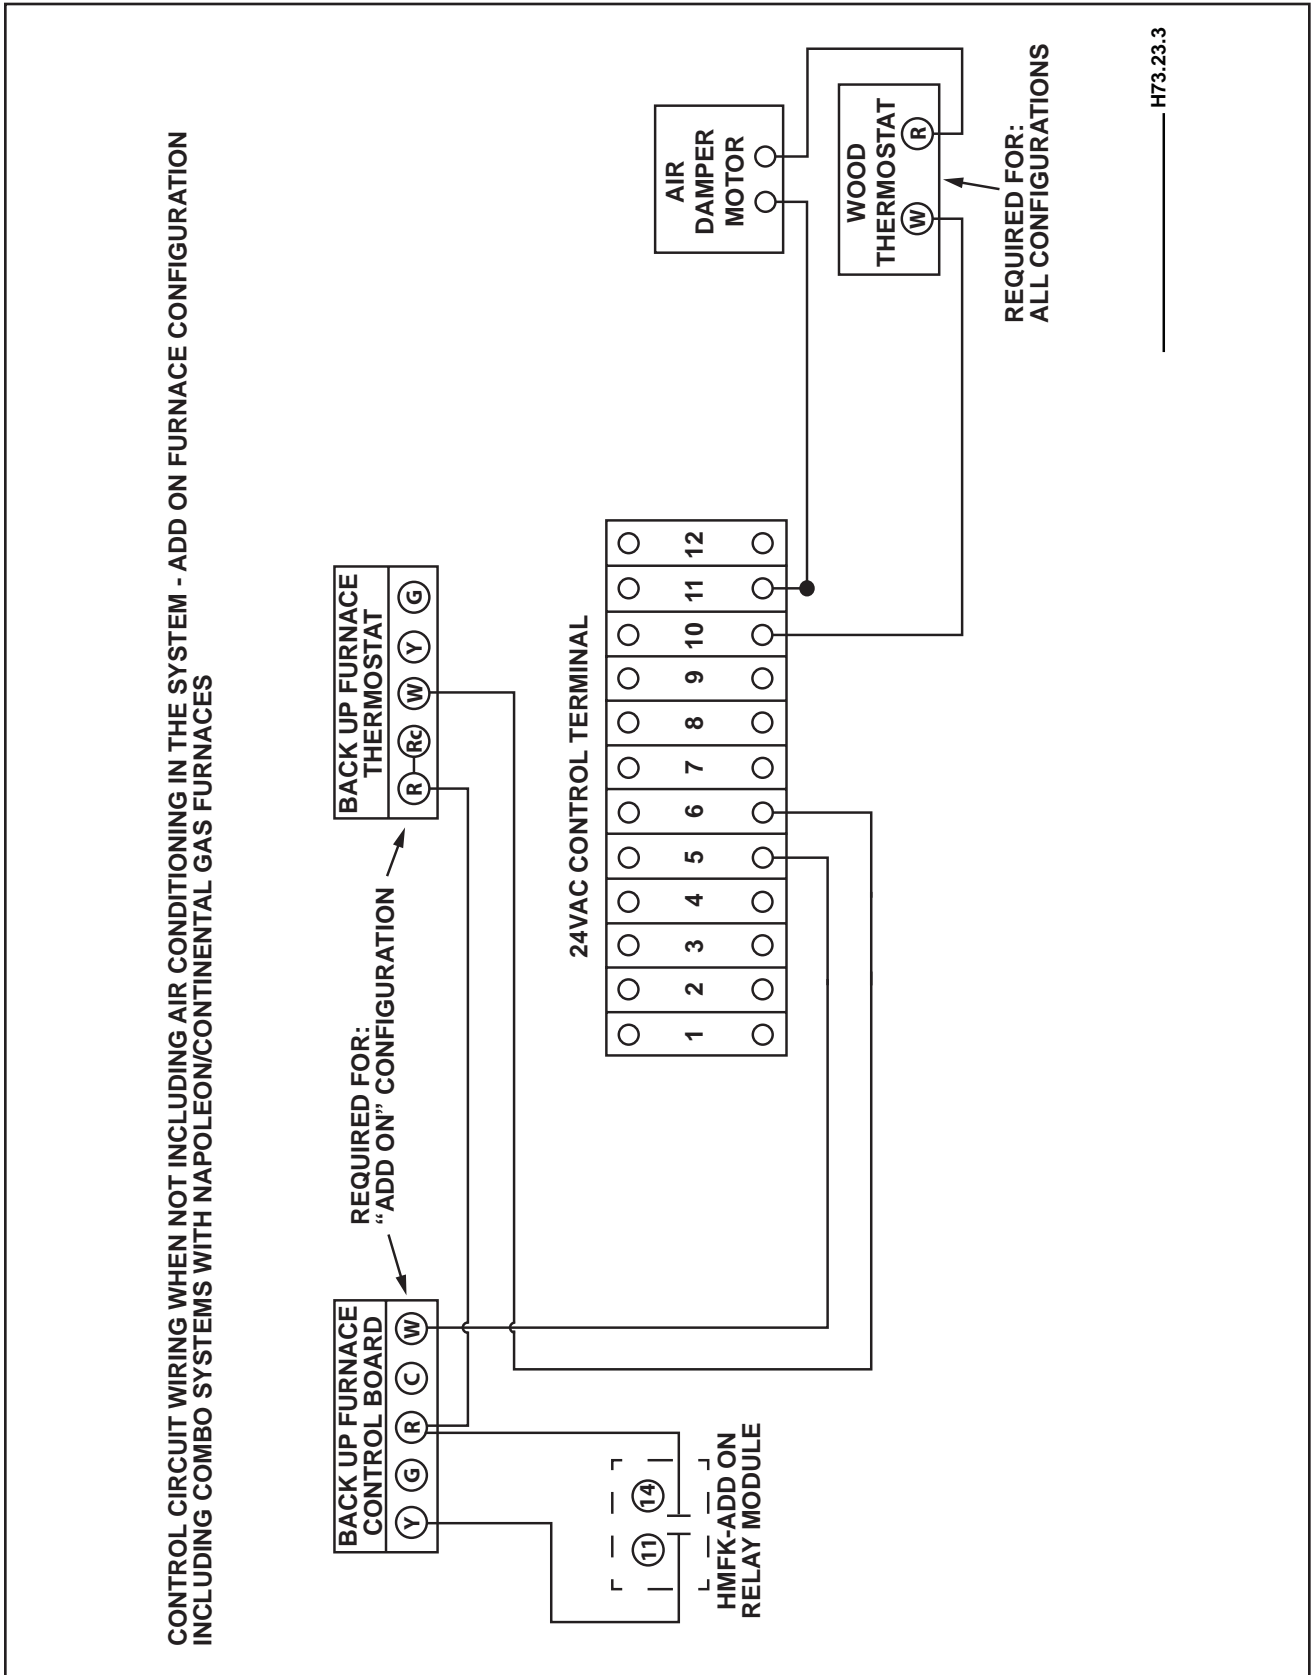 CONTROL CIRCUIT WIRING WHEN NOT INCLUDING AIR CONDITIONING IN THE SYSTEM - ADD ON FURNACE CONFIGURATION
INCLUDING COMBO SYSTEMS WITH NAPOLEON/CONTINENTAL GAS FURNACES
BACK UP FURNACE
CONTROL BOARD
Y G R C W
REQUIRED FOR:
“ADD ON” CONFIGURATION
BACK UP FURNACE
THERMOSTAT
R Rc W Y G
11 14
HMFK-ADD ON
RELAY MODULE
24VAC CONTROL TERMINAL
1 2 3 4 5 6 7 8 9 10 11 12
AIR
DAMPER
MOTOR
WOOD
THERMOSTAT
W R
REQUIRED FOR:
ALL CONFIGURATIONS
H73.23.3